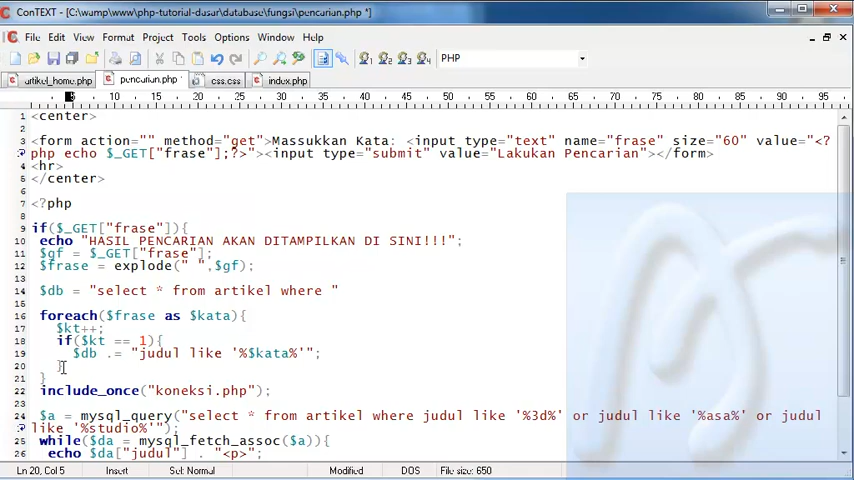 ConTEXT - [C:\wamp\www\php-tutorial-dasar\database\fungsi\pencarian.php *]
File Edit View Format Project Tools Options Window Help
PHP
artikel_home.php pencarian.php * css.css index.php
5 10 15 20 25 30 35 40 45 50 55 60 65 70 75 80 85 90 95
1 <center>
2
3 <form action="" method="get">Massukkan Kata: <input type="text" name="frase" size="60" value="<?
php echo $_GET["frase"];?>"><input type="submit" value="Lakukan Pencarian"></form>
4 <hr>
5 </center>
6
7 <?php
8
9 if($_GET["frase"]){
10 echo "HASIL PENCARIAN AKAN DITAMPILKAN DI SINI!!!";
11 $gf = $_GET["frase"];
12 $frase = explode(" ",$gf);
13
14 $db = "select * from artikel where "
15
16 foreach($frase as $kata){
17 $kt++;
18 if($kt == 1){
19 $db .= "judul like '%$kata%'";
20 }
21 }
22 include_once("koneksi.php");
23
24 $a = mysql_query("select * from artikel where judul like '%3d%' or judul like '%asa%' or judul
like '%studio%'");
25 while($da = mysql_fetch_assoc($a)){
26 echo $da["judul"] . "<p>";
Ln 20, Col 5 Insert Sel: Normal Modified DOS File size: 650